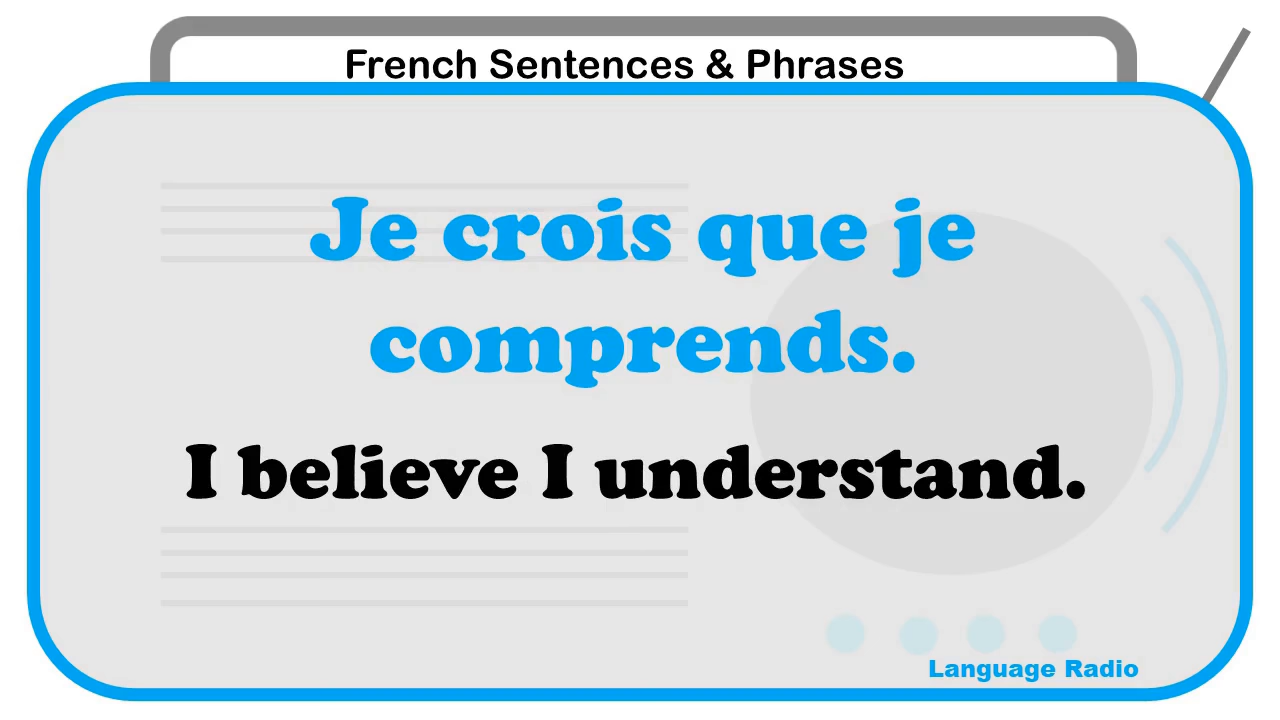 French Sentences & Phrases
Je crois que je
comprends.
I believe I understand.
Language Radio